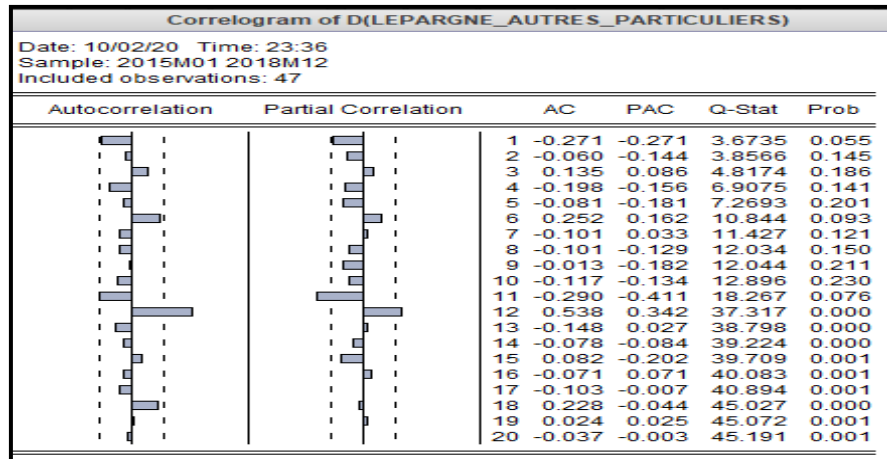 Correlogram of D(LEPARGNE_AUTRES_PARTICULIERS)
Date: 10/02/20 Time: 23:36
Sample: 2015M01 2018M12
Included observations: 47
Autocorrelation Partial Correlation AC PAC Q-Stat Prob
1 -0.271 -0.271 3.6735 0.055
2 -0.060 -0.144 3.8566 0.145
3 0.135 0.086 4.8174 0.186
4 -0.198 -0.156 6.9075 0.141
5 -0.081 -0.181 7.2693 0.201
6 0.252 0.162 10.844 0.093
7 -0.101 0.033 11.427 0.121
8 -0.101 -0.129 12.034 0.150
9 -0.013 -0.182 12.044 0.211
10 -0.117 -0.134 12.896 0.230
11 -0.290 -0.411 18.267 0.076
12 0.538 0.342 37.317 0.000
13 -0.148 0.027 38.798 0.000
14 -0.078 -0.084 39.224 0.000
15 0.082 -0.202 39.709 0.001
16 -0.071 0.071 40.083 0.001
17 -0.103 -0.007 40.894 0.001
18 0.228 -0.044 45.027 0.000
19 0.024 0.025 45.072 0.001
20 -0.037 -0.003 45.191 0.001